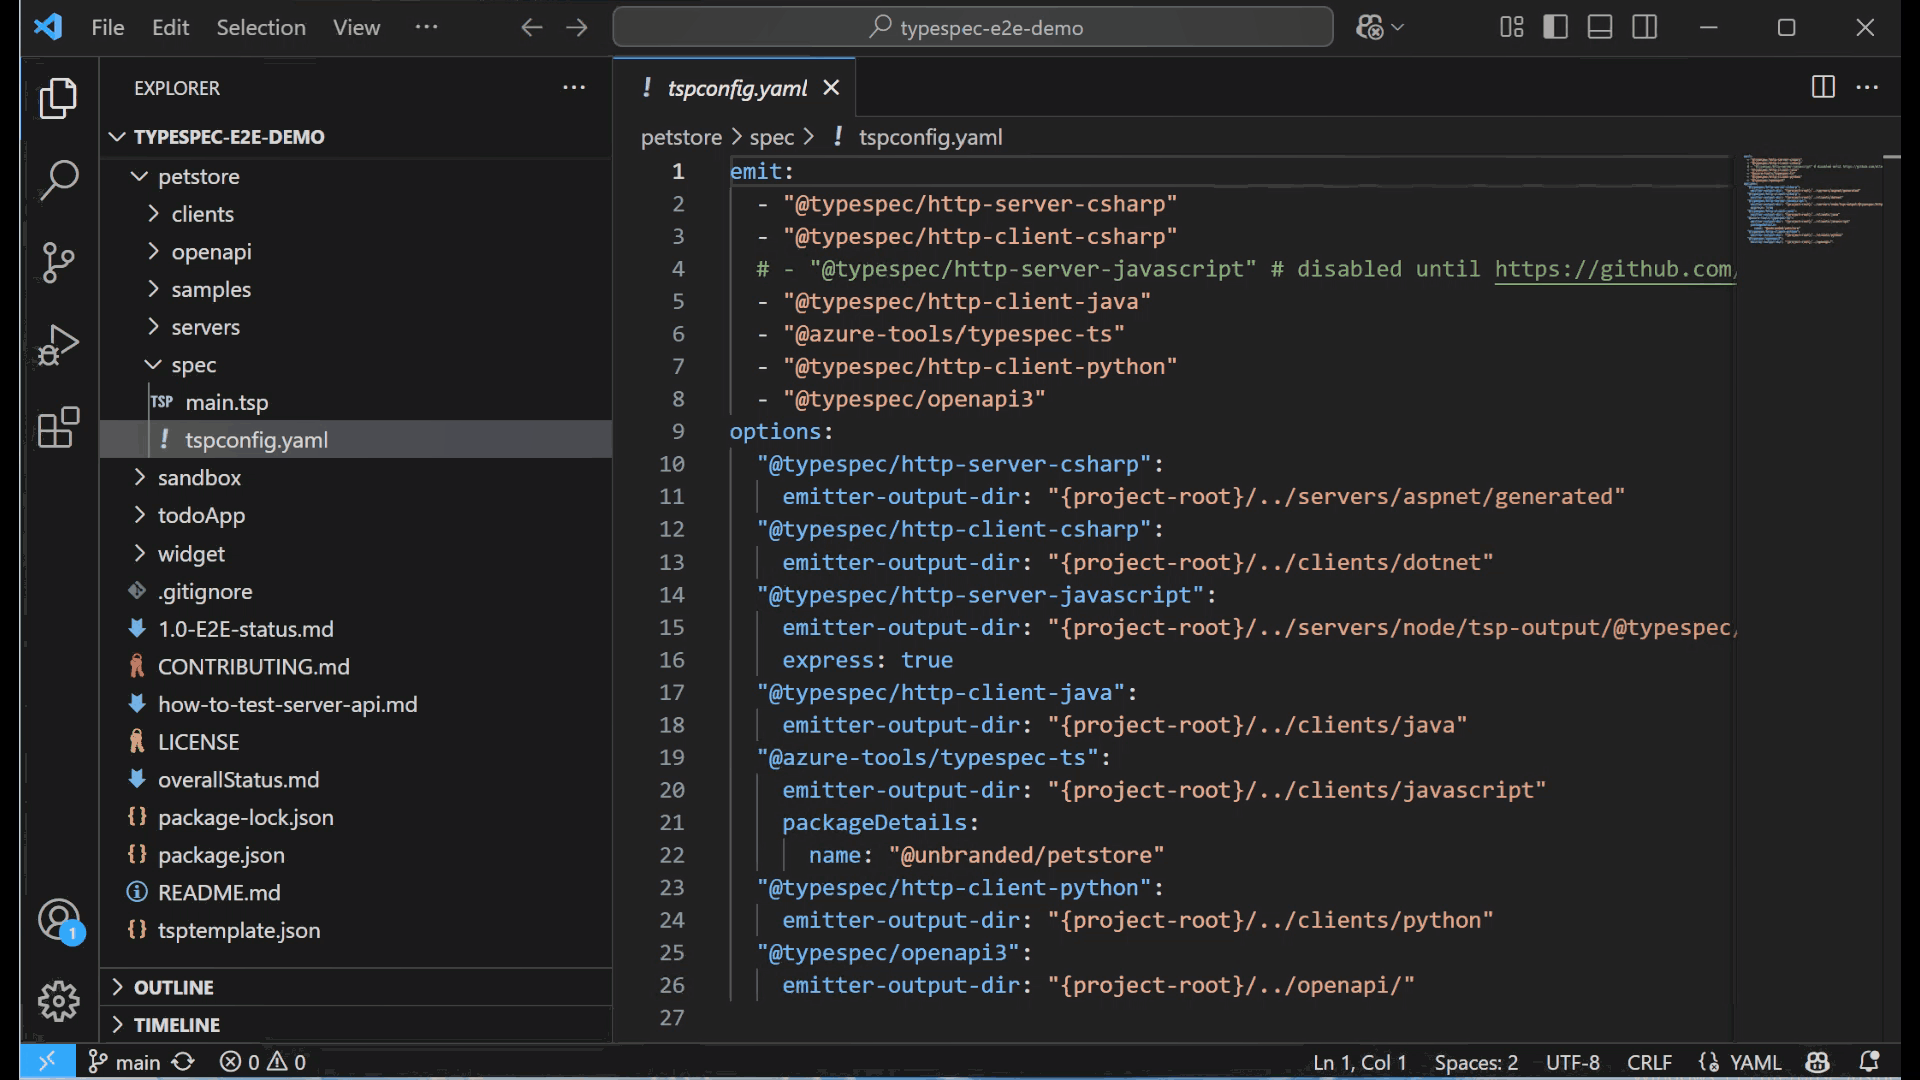 File Edit Selection View ···
typespec-e2e-demo
EXPLORER ···
TYPESPEC-E2E-DEMO
petstore
clients
openapi
samples
servers
spec
TSP main.tsp
! tspconfig.yaml
sandbox
todoApp
widget
.gitignore
1.0-E2E-status.md
CONTRIBUTING.md
how-to-test-server-api.md
LICENSE
overallStatus.md
{} package-lock.json
{} package.json
README.md
{} tsptemplate.json
OUTLINE
TIMELINE
1
! tspconfig.yaml
petstore > spec > ! tspconfig.yaml
1 emit:
2 - "@typespec/http-server-csharp"
3 - "@typespec/http-client-csharp"
4 # - "@typespec/http-server-javascript" # disabled until https://github.com/
5 - "@typespec/http-client-java"
6 - "@azure-tools/typespec-ts"
7 - "@typespec/http-client-python"
8 - "@typespec/openapi3"
9 options:
10 "@typespec/http-server-csharp":
11 emitter-output-dir: "{project-root}/../servers/aspnet/generated"
12 "@typespec/http-client-csharp":
13 emitter-output-dir: "{project-root}/../clients/dotnet"
14 "@typespec/http-server-javascript":
15 emitter-output-dir: "{project-root}/../servers/node/tsp-output/@typespec/
16 express: true
17 "@typespec/http-client-java":
18 emitter-output-dir: "{project-root}/../clients/java"
19 "@azure-tools/typespec-ts":
20 emitter-output-dir: "{project-root}/../clients/javascript"
21 packageDetails:
22 name: "@unbranded/petstore"
23 "@typespec/http-client-python":
24 emitter-output-dir: "{project-root}/../clients/python"
25 "@typespec/openapi3":
26 emitter-output-dir: "{project-root}/../openapi/"
27
main 0 0
Ln 1, Col 1 Spaces: 2 UTF-8 CRLF YAML